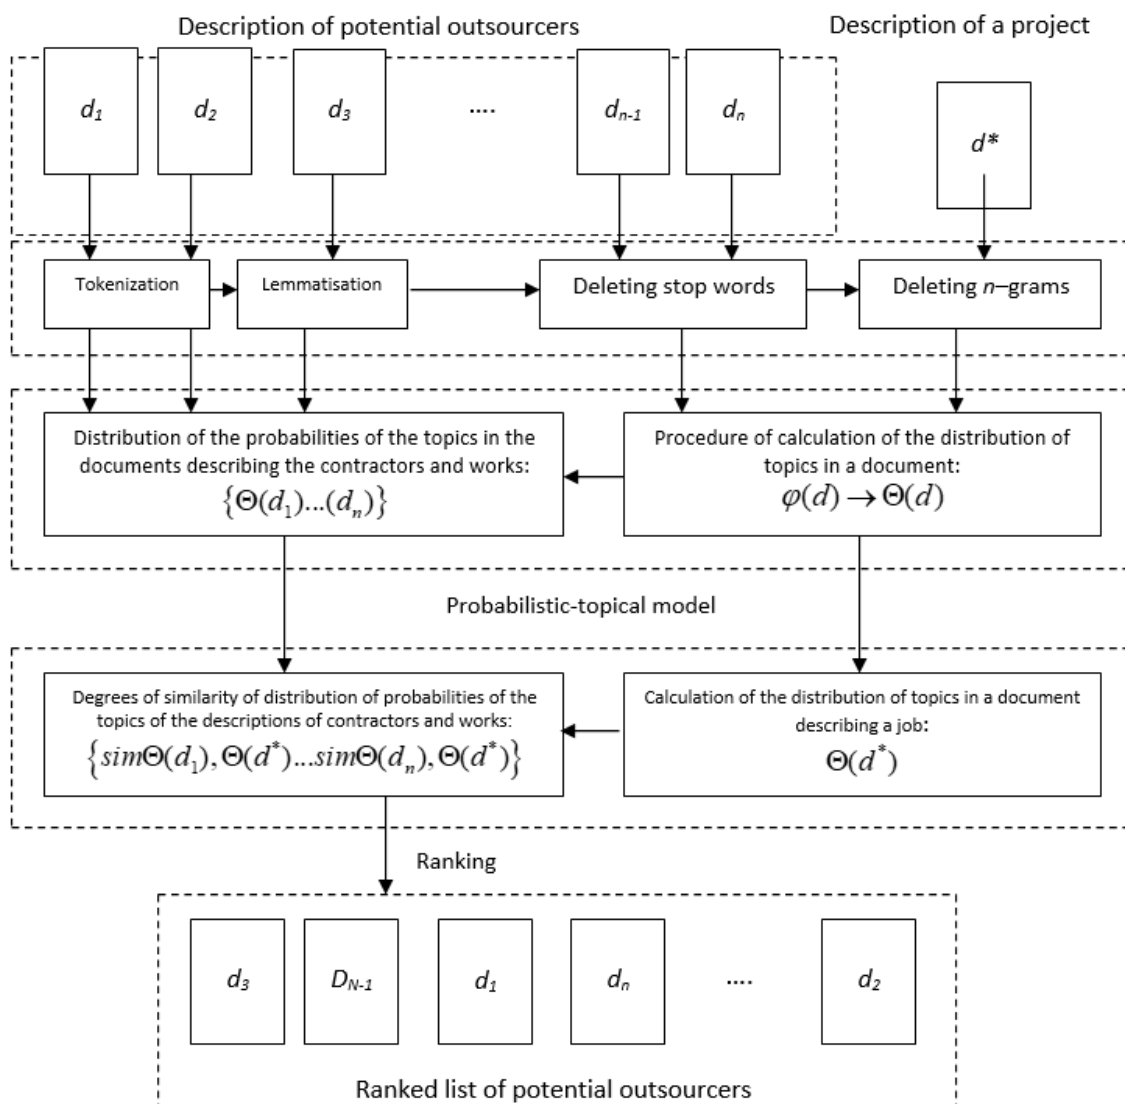 Description of potential outsourcers
Description of a project
d₁
d₂
d₃
....
dₙ₋₁
dₙ
d*
Tokenization
Lemmatisation
Deleting stop words
Deleting n–grams
Distribution of the probabilities of the topics in the
documents describing the contractors and works:
{Θ(d₁)...(dₙ)}
Procedure of calculation of the distribution of
topics in a document:
φ(d) → Θ(d)
Probabilistic-topical model
Degrees of similarity of distribution of probabilities of the
topics of the descriptions of contractors and works:
{simΘ(d₁),Θ(d*)...simΘ(dₙ),Θ(d*)}
Calculation of the distribution of topics in a document
describing a job:
Θ(d*)
Ranking
d₃
D_N-1
d₁
dₙ
....
d₂
Ranked list of potential outsourcers